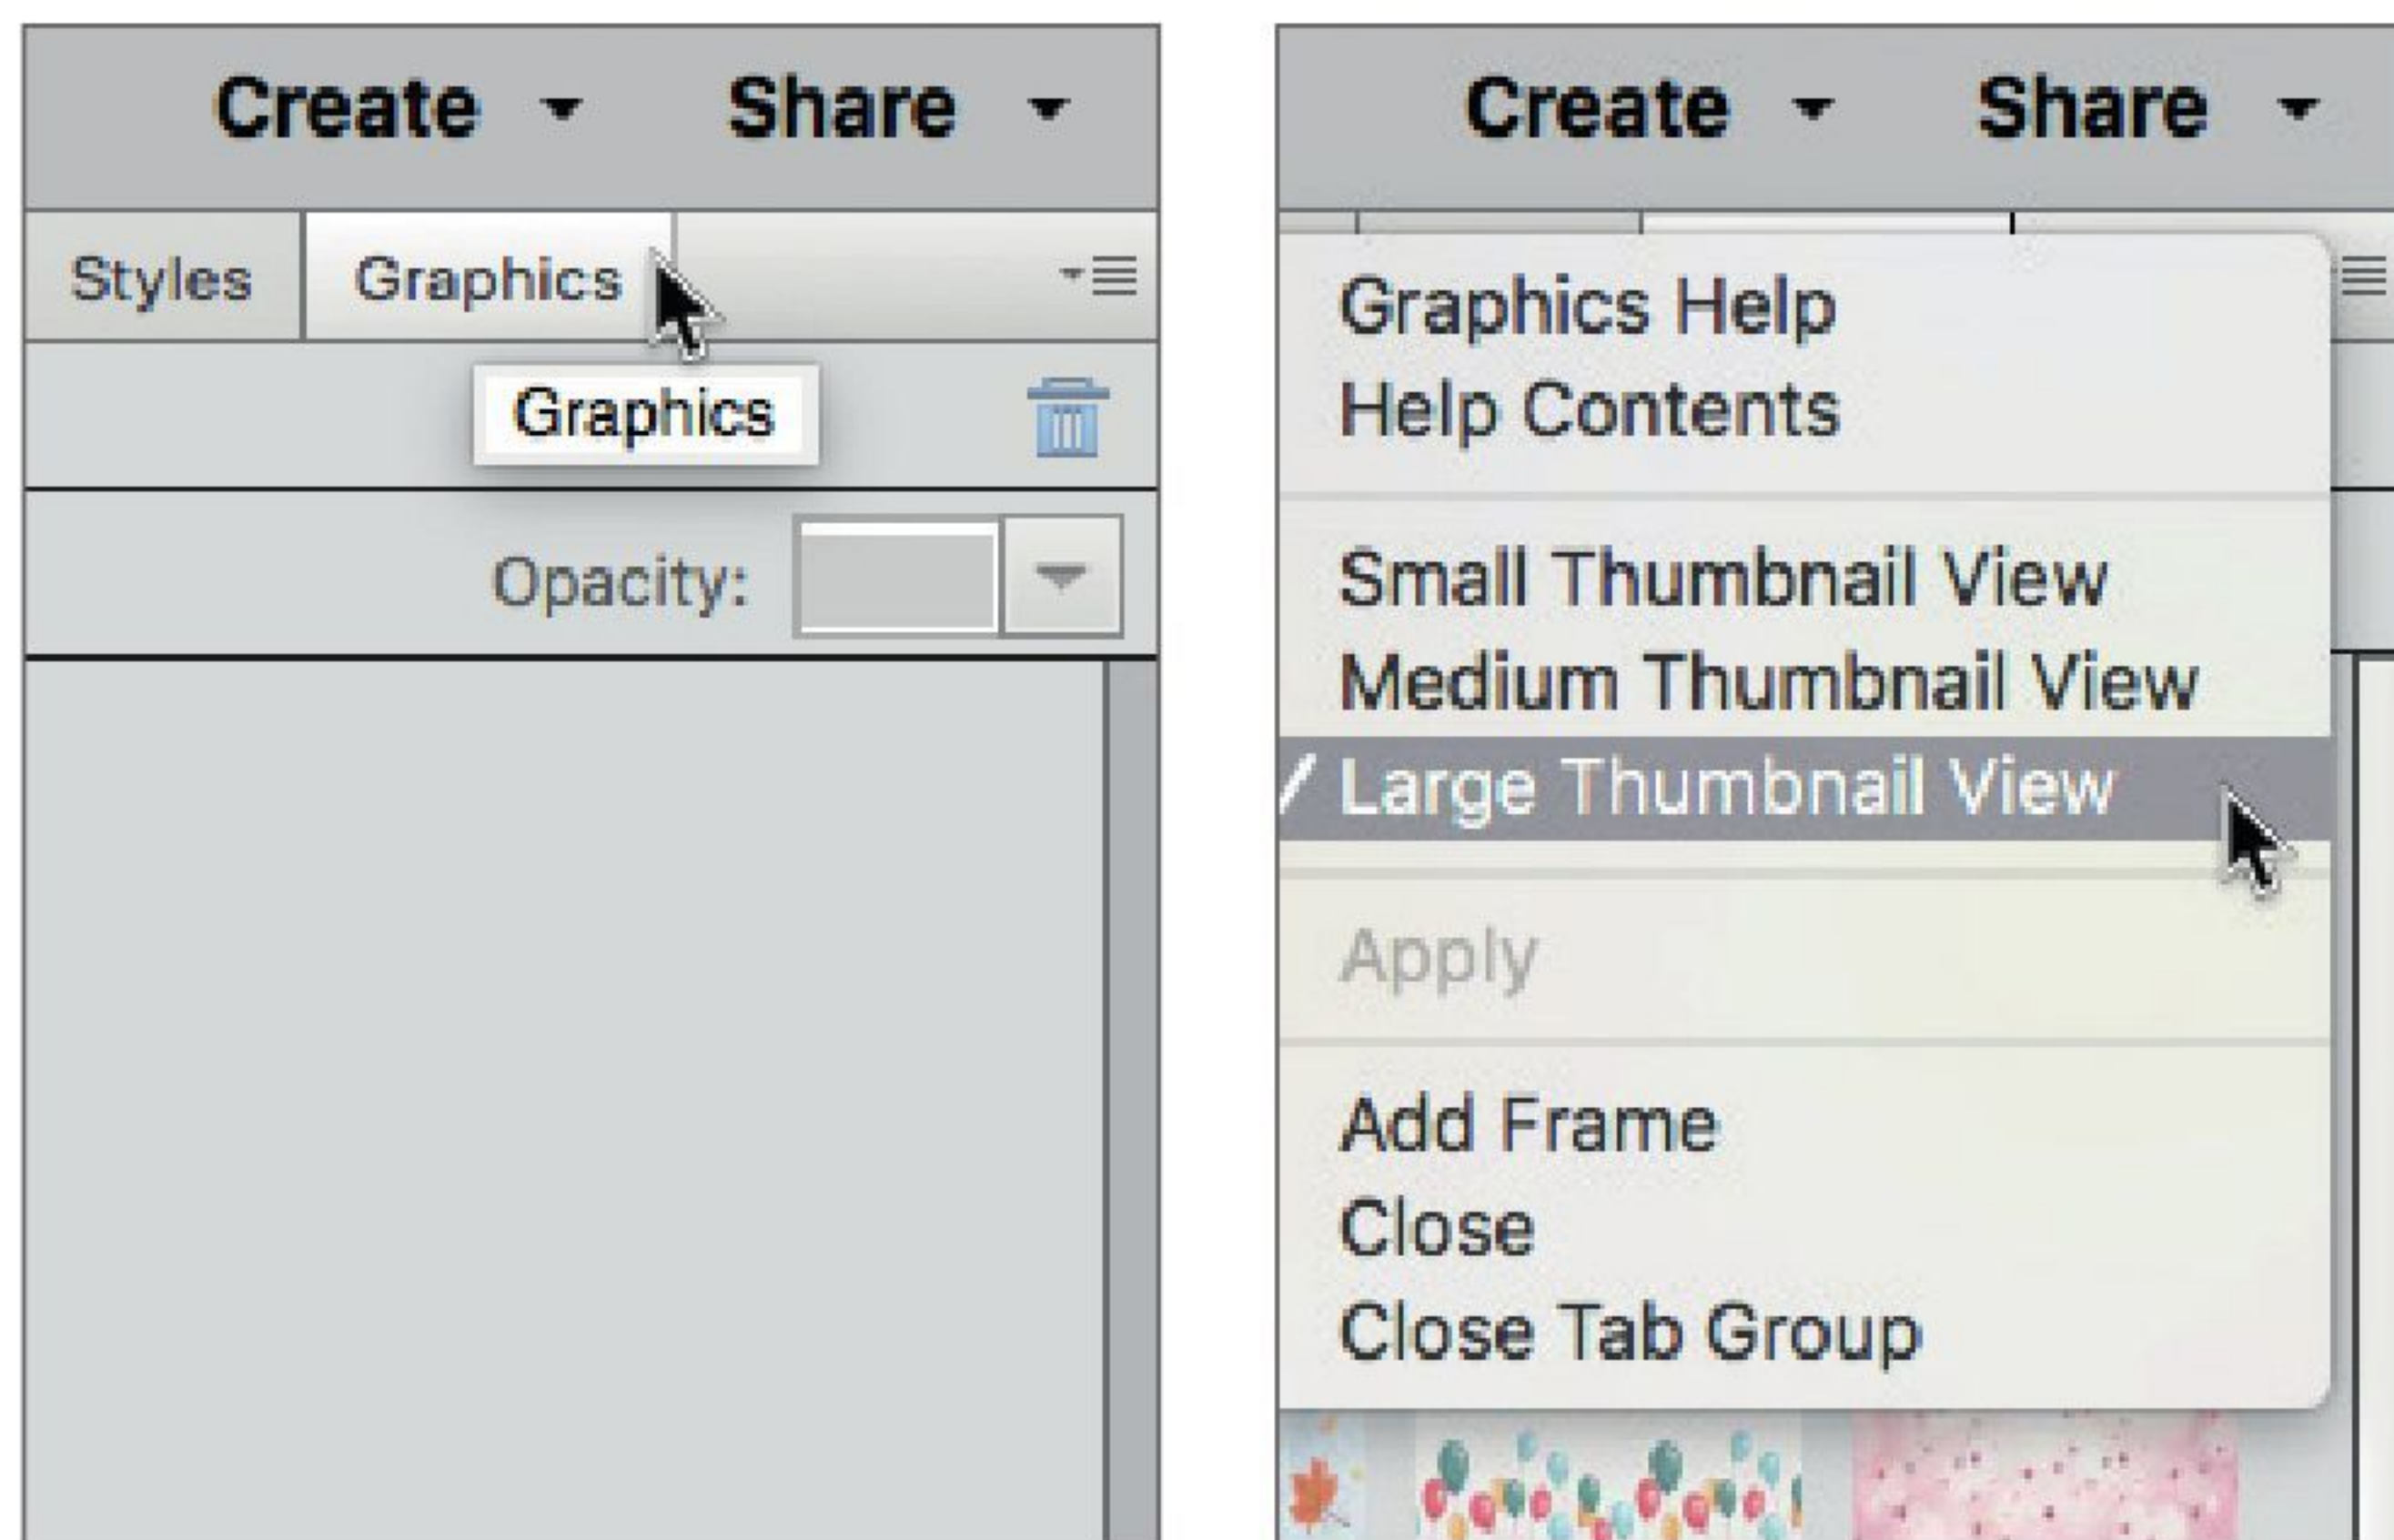 Create Share
Styles Graphics
Graphics
Opacity:
Create Share
Graphics Help
Help Contents
Small Thumbnail View
Medium Thumbnail View
Large Thumbnail View
Apply
Add Frame
Close
Close Tab Group